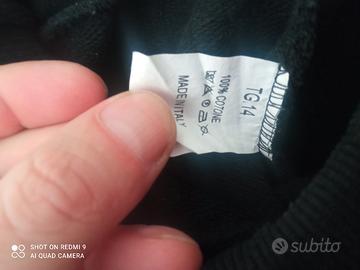 TG.14
100% COTONE
MADE IN ITALY
SHOT ON REDMI 9
AI QUAD CAMERA
subito